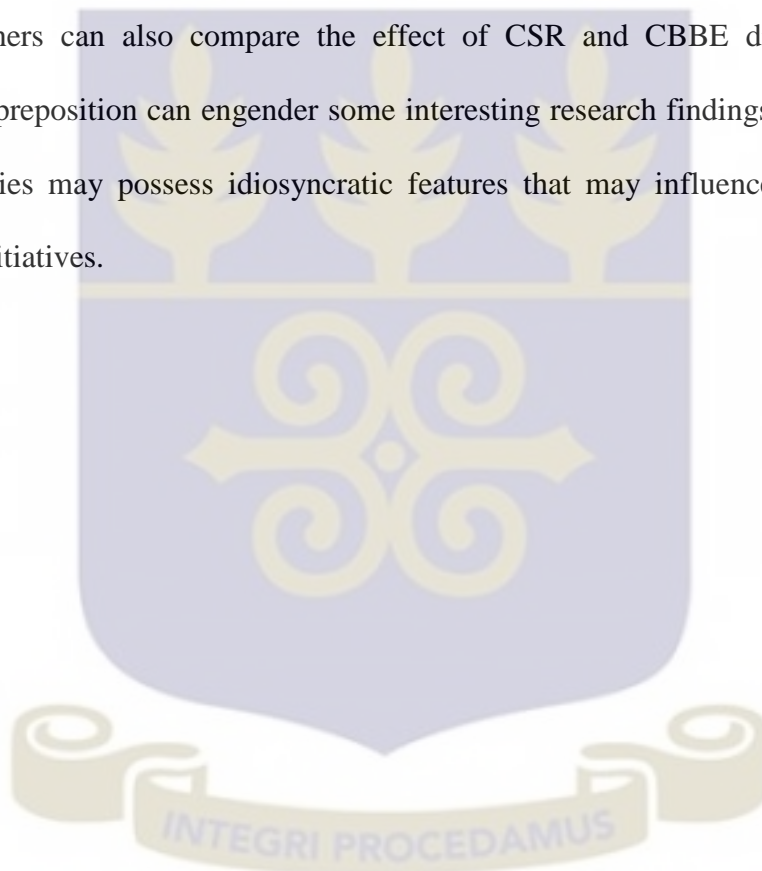 ners can also compare the effect of CSR and CBBE d
preposition can engender some interesting research findings
ies may possess idiosyncratic features that may influence
itiatives.
INTEGRI PROCEDAMUS